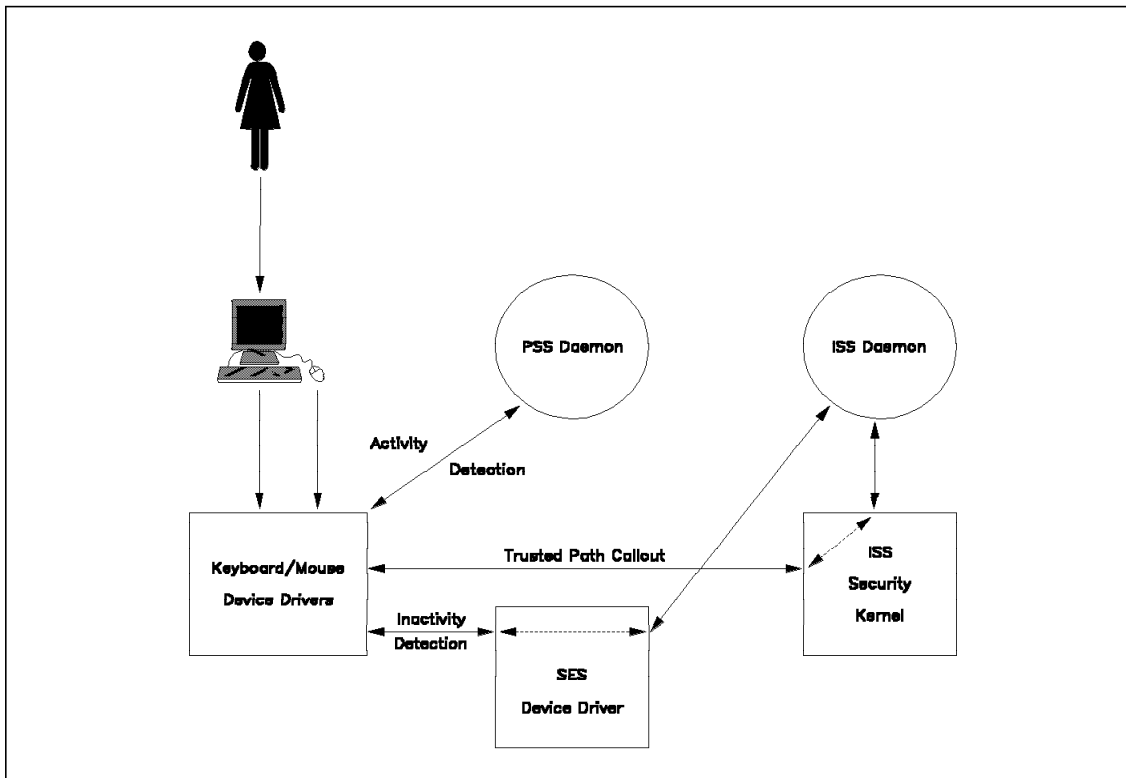 PSS Daemon
ISS Daemon
Activity
Detection
Keyboard/Mouse
Device Drivers
Trusted Path Callout
ISS
Security
Kernel
Inactivity
Detection
SES
Device Driver